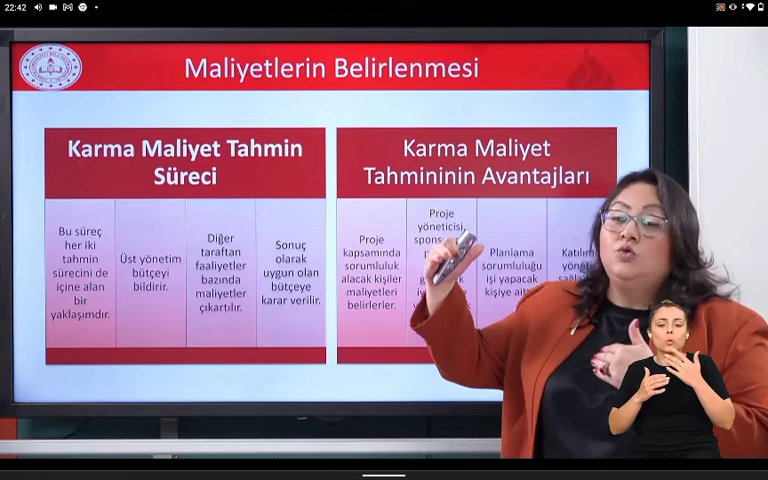 22:42
Maliyetlerin Belirlenmesi
Karma Maliyet Tahmin
Süreci
Bu süreç
her iki
tahmin
sürecini de
içine alan
bir
yaklaşımdır.
Üst yönetim
bütçeyi
bildirir.
Diğer
taraftan
faaliyetler
bazında
maliyetler
çıkartılır.
Sonuç
olarak
uygun olan
bütçeye
karar verilir.
Karma Maliyet
Tahmininin Avantajları
Proje
kapsamında
sorumluluk
alacak kişiler
maliyetleri
belirlerler.
Proje
yöneticisi,
Planlama
sorumluluğu
işi yapacak
kişiye